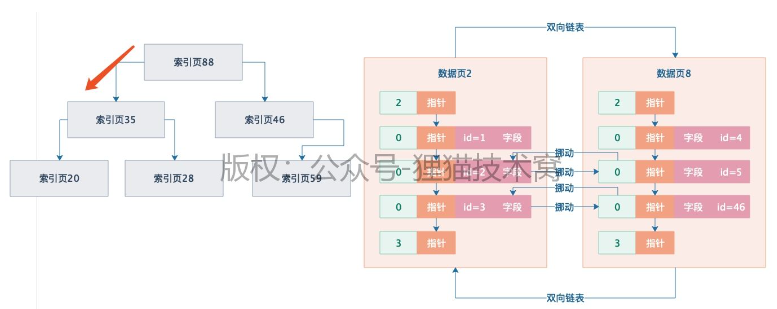 双向链表
索引页88
索引页35
索引页46
索引页20
索引页28
索引页59
数据页2
2 指针
0 指针 id=1 字段
0 指针 id=2 字段
0 指针 id=3 字段
3 指针
挪动
挪动
挪动
挪动
数据页8
2 指针
0 指针 字段 id=4
0 指针 字段 id=5
0 指针 字段 id=46
3 指针
双向链表
版权：公众号-狸猫技术窝